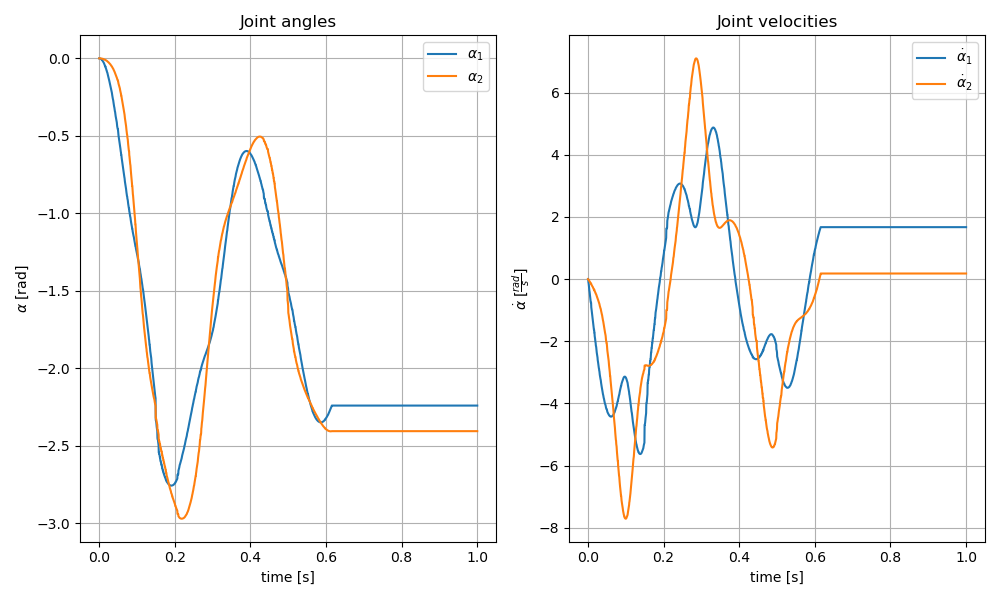 Joint angles
α₁
α₂
0.0
−0.5
−1.0
−1.5
−2.0
−2.5
−3.0
α [rad]
0.0 0.2 0.4 0.6 0.8 1.0
time [s]
Joint velocities
α̇₁
α̇₂
6
4
2
0
−2
−4
−6
−8
α̇ [rad/s]
0.0 0.2 0.4 0.6 0.8 1.0
time [s]